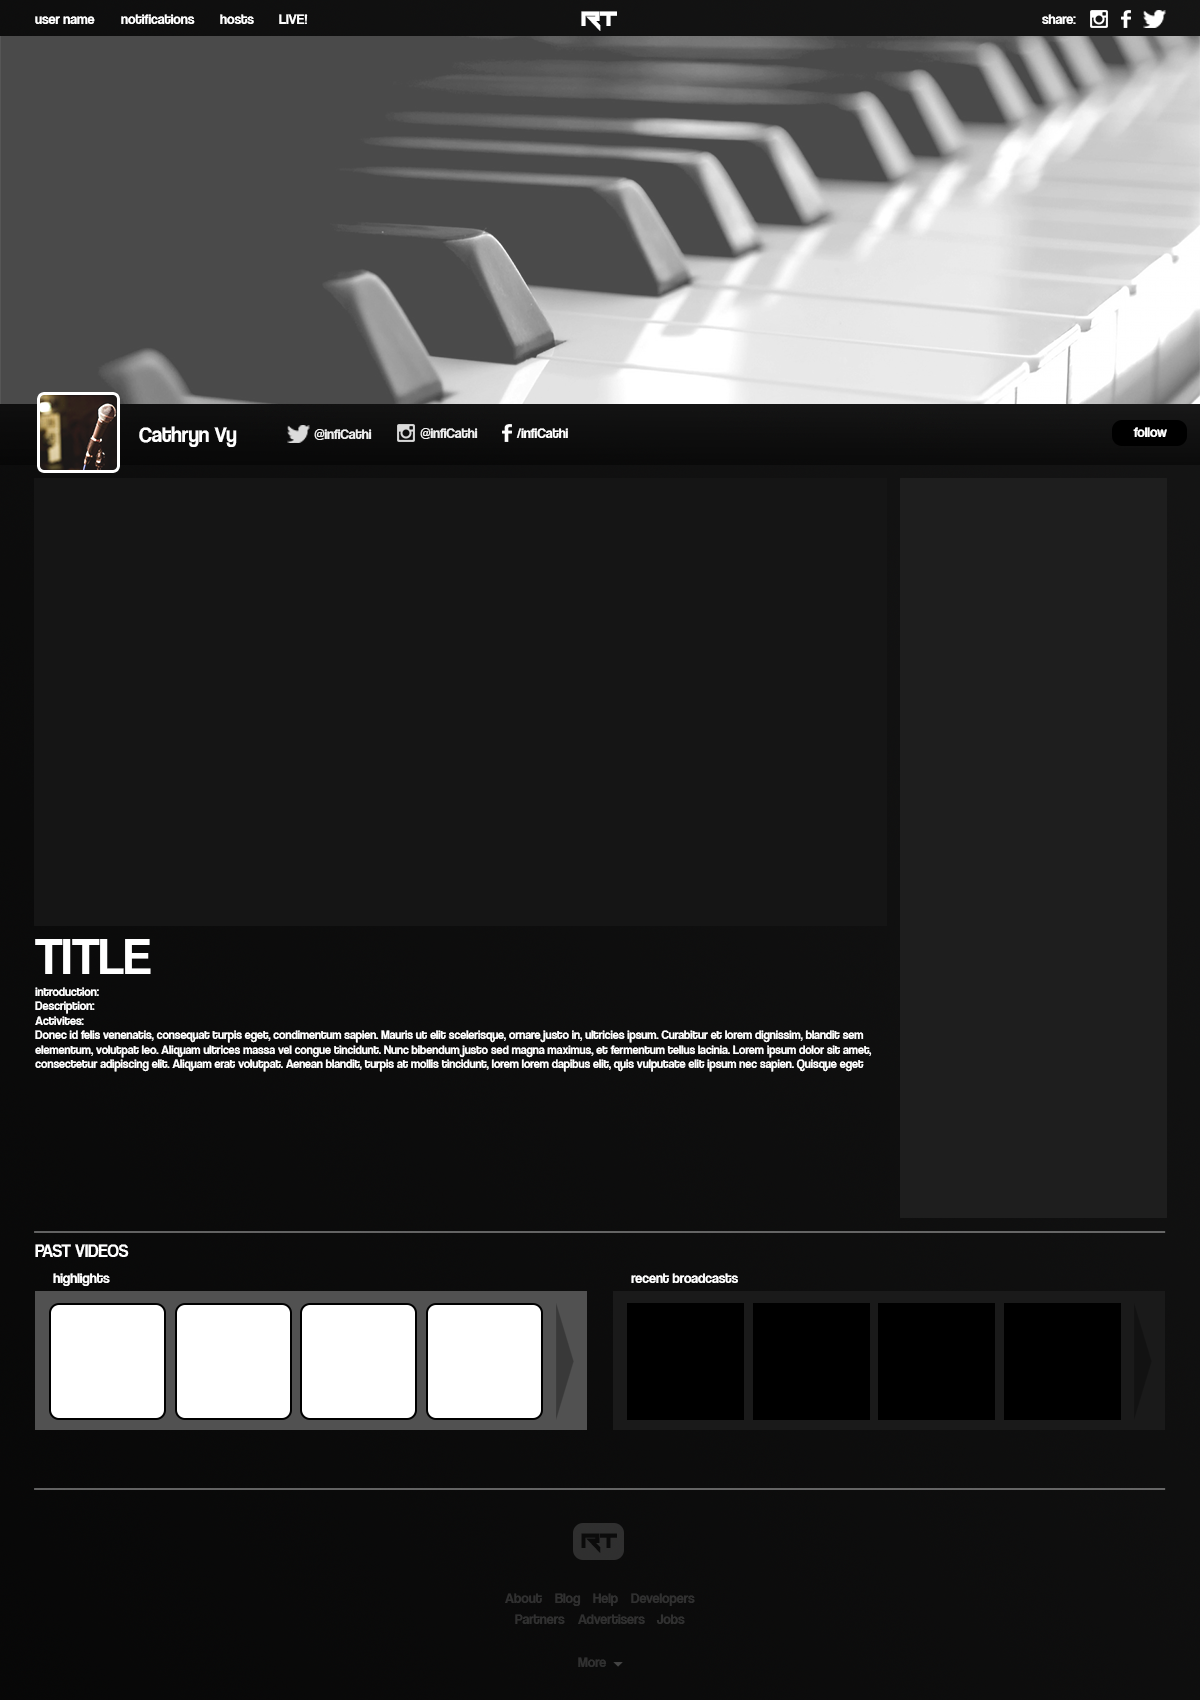 user name notifications hosts LIVE! RT share:
Cathryn Vy @infiCathi @infiCathi /infiCathi follow
TITLE
introduction:
Description:
Activites:
Donec id felis venenatis, consequat turpis eget, condimentum sapien. Mauris ut elit scelerisque, ornare justo in, ultricies ipsum. Curabitur et lorem dignissim, blandit sem
elementum, volutpat leo. Aliquam ultrices massa vel congue tincidunt. Nunc bibendum justo sed magna maximus, et fermentum tellus lacinia. Lorem ipsum dolor sit amet,
consectetur adipiscing elit. Aliquam erat volutpat. Aenean blandit, turpis at mollis tincidunt, lorem lorem dapibus elit, quis vulputate elit ipsum nec sapien. Quisque eget
PAST VIDEOS
highlights recent broadcasts
RT
About Blog Help Developers
Partners Advertisers Jobs
More